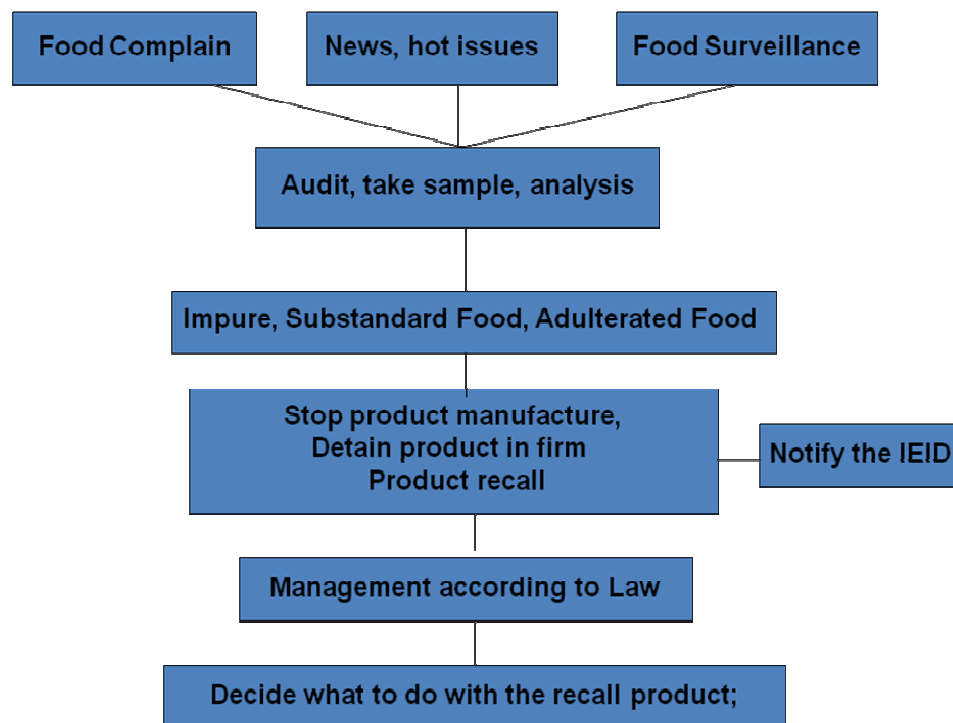 Food Complain
News, hot issues
Food Surveillance
Audit, take sample, analysis
Impure, Substandard Food, Adulterated Food
Stop product manufacture,
Detain product in firm
Product recall
Notify the IEID
Management according to Law
Decide what to do with the recall product;